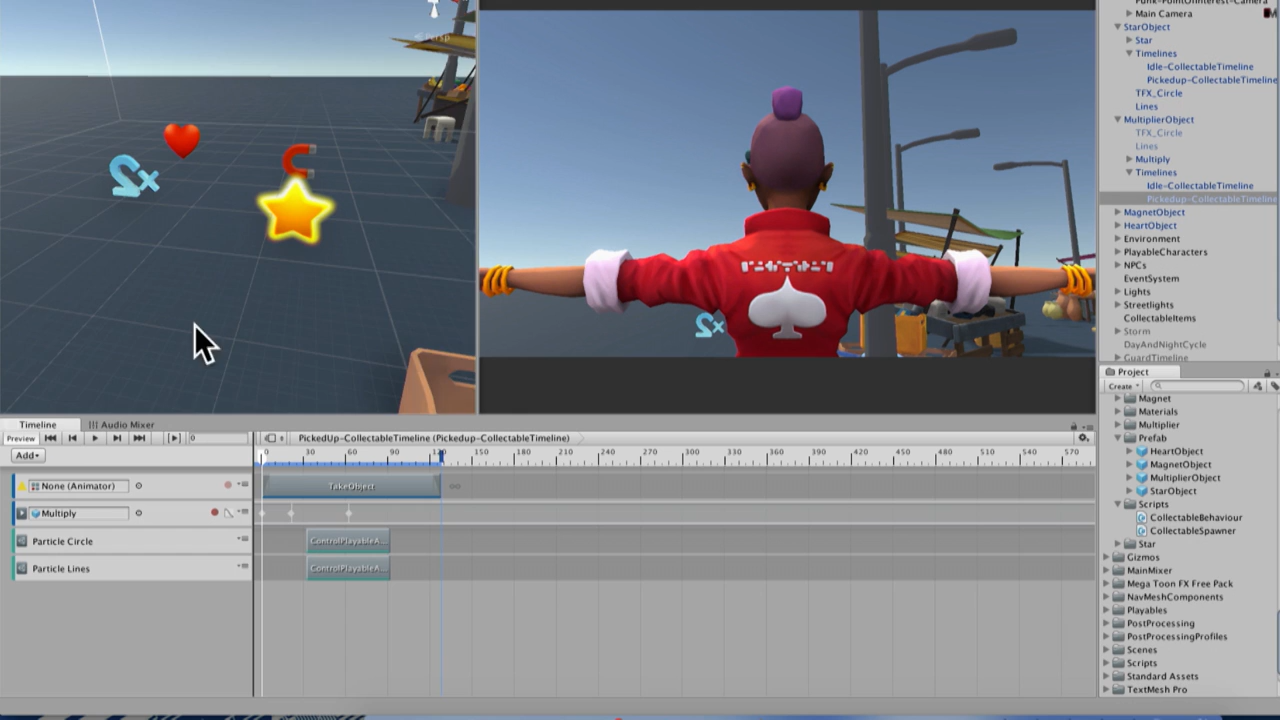 Persp
2x
2x
Punk-PointOfInterest-Camera
Main Camera
StarObject
Star
Timelines
Idle-CollectableTimeline
Pickedup-CollectableTimeline
TFX_Circle
Lines
MultiplierObject
TFX_Circle
Lines
Multiply
Timelines
Idle-CollectableTimeline
Pickedup-CollectableTimeline
MagnetObject
HeartObject
Environment
PlayableCharacters
NPCs
EventSystem
Lights
Streetlights
CollectableItems
Storm
DayAndNightCycle
GuardTimeline
Project
Create
Magnet
Materials
Multiplier
Prefab
HeartObject
MagnetObject
MultiplierObject
StarObject
Scripts
CollectableBehaviour
CollectableSpawner
Star
Gizmos
MainMixer
Mega Toon FX Free Pack
NavMeshComponents
Playables
PostProcessing
PostProcessingProfiles
Scenes
Scripts
Standard Assets
TextMesh Pro
Timeline
Audio Mixer
Preview
0
PickedUp-CollectableTimeline (Pickedup-CollectableTimeline)
Add
0 30 60 90 120 150 180 210 240 270 300 330 360 390 420 450 480 510 540 570
None (Animator)
TakeObject
Multiply
Particle Circle
ControlPlayableA...
Particle Lines
ControlPlayableA...